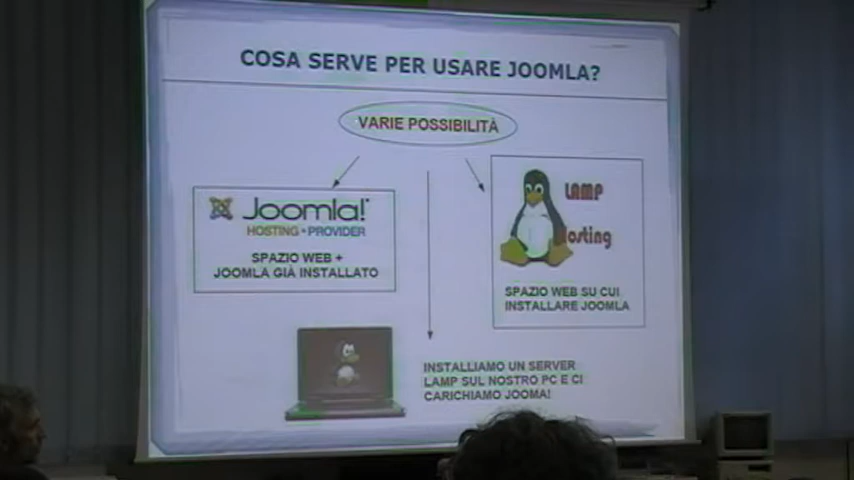 COSA SERVE PER USARE JOOMLA?
VARIE POSSIBILITÀ
Joomla!
HOSTING PROVIDER
SPAZIO WEB +
JOOMLA GIÀ INSTALLATO
LAMP
Hosting
SPAZIO WEB SU CUI
INSTALLARE JOOMLA
INSTALLIAMO UN SERVER
LAMP SUL NOSTRO PC E CI
CARICHIAMO JOOMA!